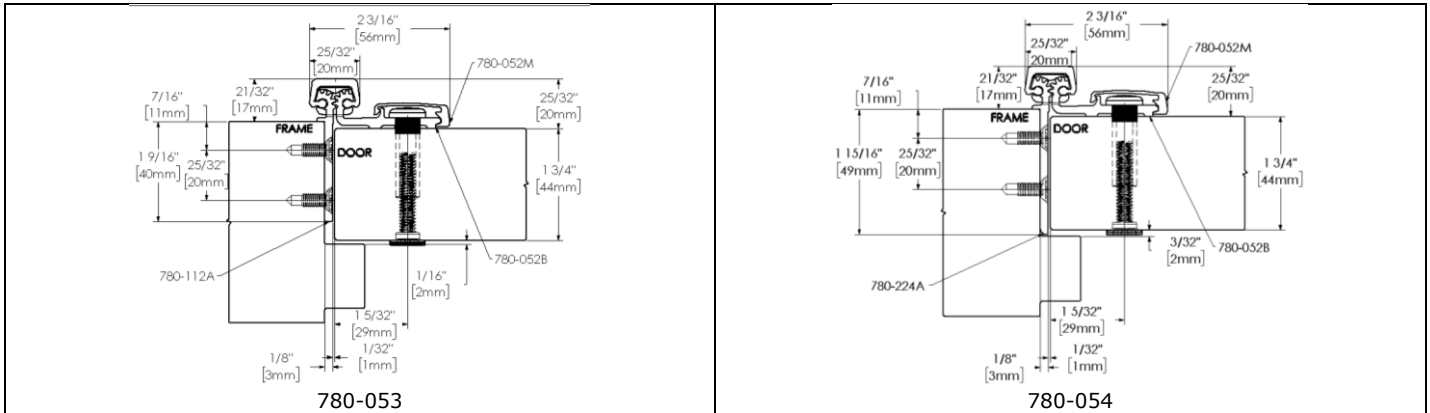 2 3/16"
[56mm]
25/32"
[20mm]
780-052M
7/16"
[11mm]
21/32"
[17mm]
25/32"
[20mm]
FRAME
DOOR
1 9/16"
[40mm]
25/32"
[20mm]
1 3/4"
[44mm]
780-052B
780-112A
1/16"
[2mm]
1 5/32"
[29mm]
1/32"
[1mm]
1/8"
[3mm]
780-053
2 3/16"
[56mm]
25/32"
20mm
780-052M
7/16"
[11mm]
21/32"
[17mm]
25/32"
[20mm]
FRAME
DOOR
1 15/16"
[49mm]
25/32"
[20mm]
1 3/4"
[44mm]
3/32"
[2mm]
780-052B
780-224A
1 5/32"
[29mm]
1/32"
[1mm]
1/8"
[3mm]
780-054